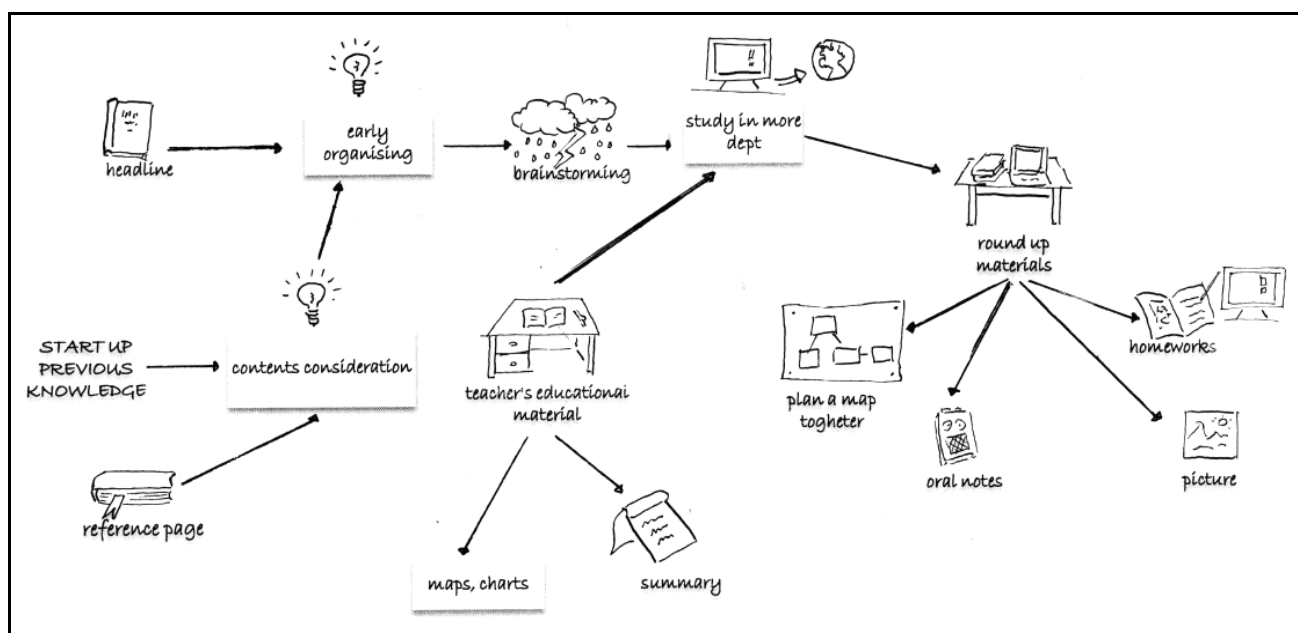 headline
early
organising
brainstorming
study in more
dept
round up
materials
START UP
PREVIOUS
KNOWLEDGE
contents consideration
teacher's educational
material
plan a map
togheter
homeworks
oral notes
picture
reference page
maps, charts
summary